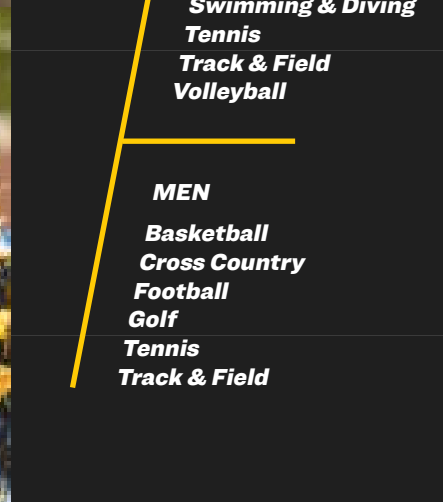 Swimming & Diving
Tennis
Track & Field
Volleyball
MEN
Basketball
Cross Country
Football
Golf
Tennis
Track & Field